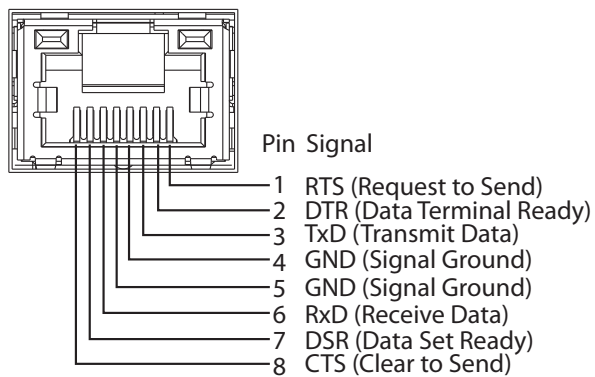 Pin Signal
1 RTS (Request to Send)
2 DTR (Data Terminal Ready)
3 TxD (Transmit Data)
4 GND (Signal Ground)
5 GND (Signal Ground)
6 RxD (Receive Data)
7 DSR (Data Set Ready)
8 CTS (Clear to Send)